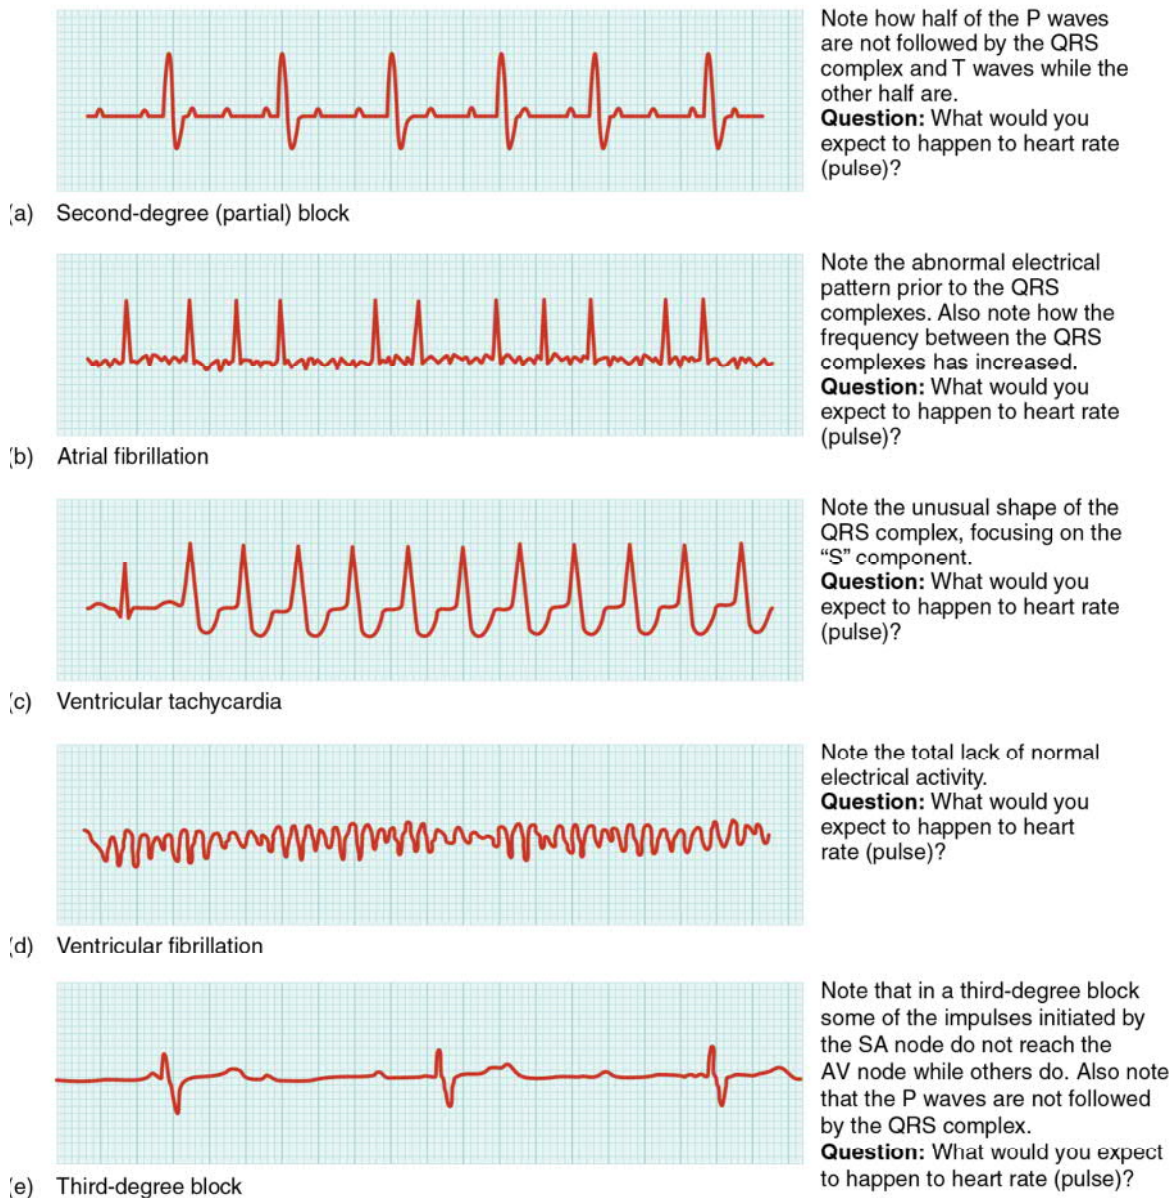 Note how half of the P waves
are not followed by the QRS
complex and T waves while the
other half are.
Question: What would you
expect to happen to heart rate
(pulse)?
(a) Second-degree (partial) block
Note the abnormal electrical
pattern prior to the QRS
complexes. Also note how the
frequency between the QRS
complexes has increased.
Question: What would you
expect to happen to heart rate
(pulse)?
(b) Atrial fibrillation
Note the unusual shape of the
QRS complex, focusing on the
“S” component.
Question: What would you
expect to happen to heart rate
(pulse)?
(c) Ventricular tachycardia
Note the total lack of normal
electrical activity.
Question: What would you
expect to happen to heart
rate (pulse)?
(d) Ventricular fibrillation
Note that in a third-degree block
some of the impulses initiated by
the SA node do not reach the
AV node while others do. Also note
that the P waves are not followed
by the QRS complex.
Question: What would you expect
to happen to heart rate (pulse)?
(e) Third-degree block